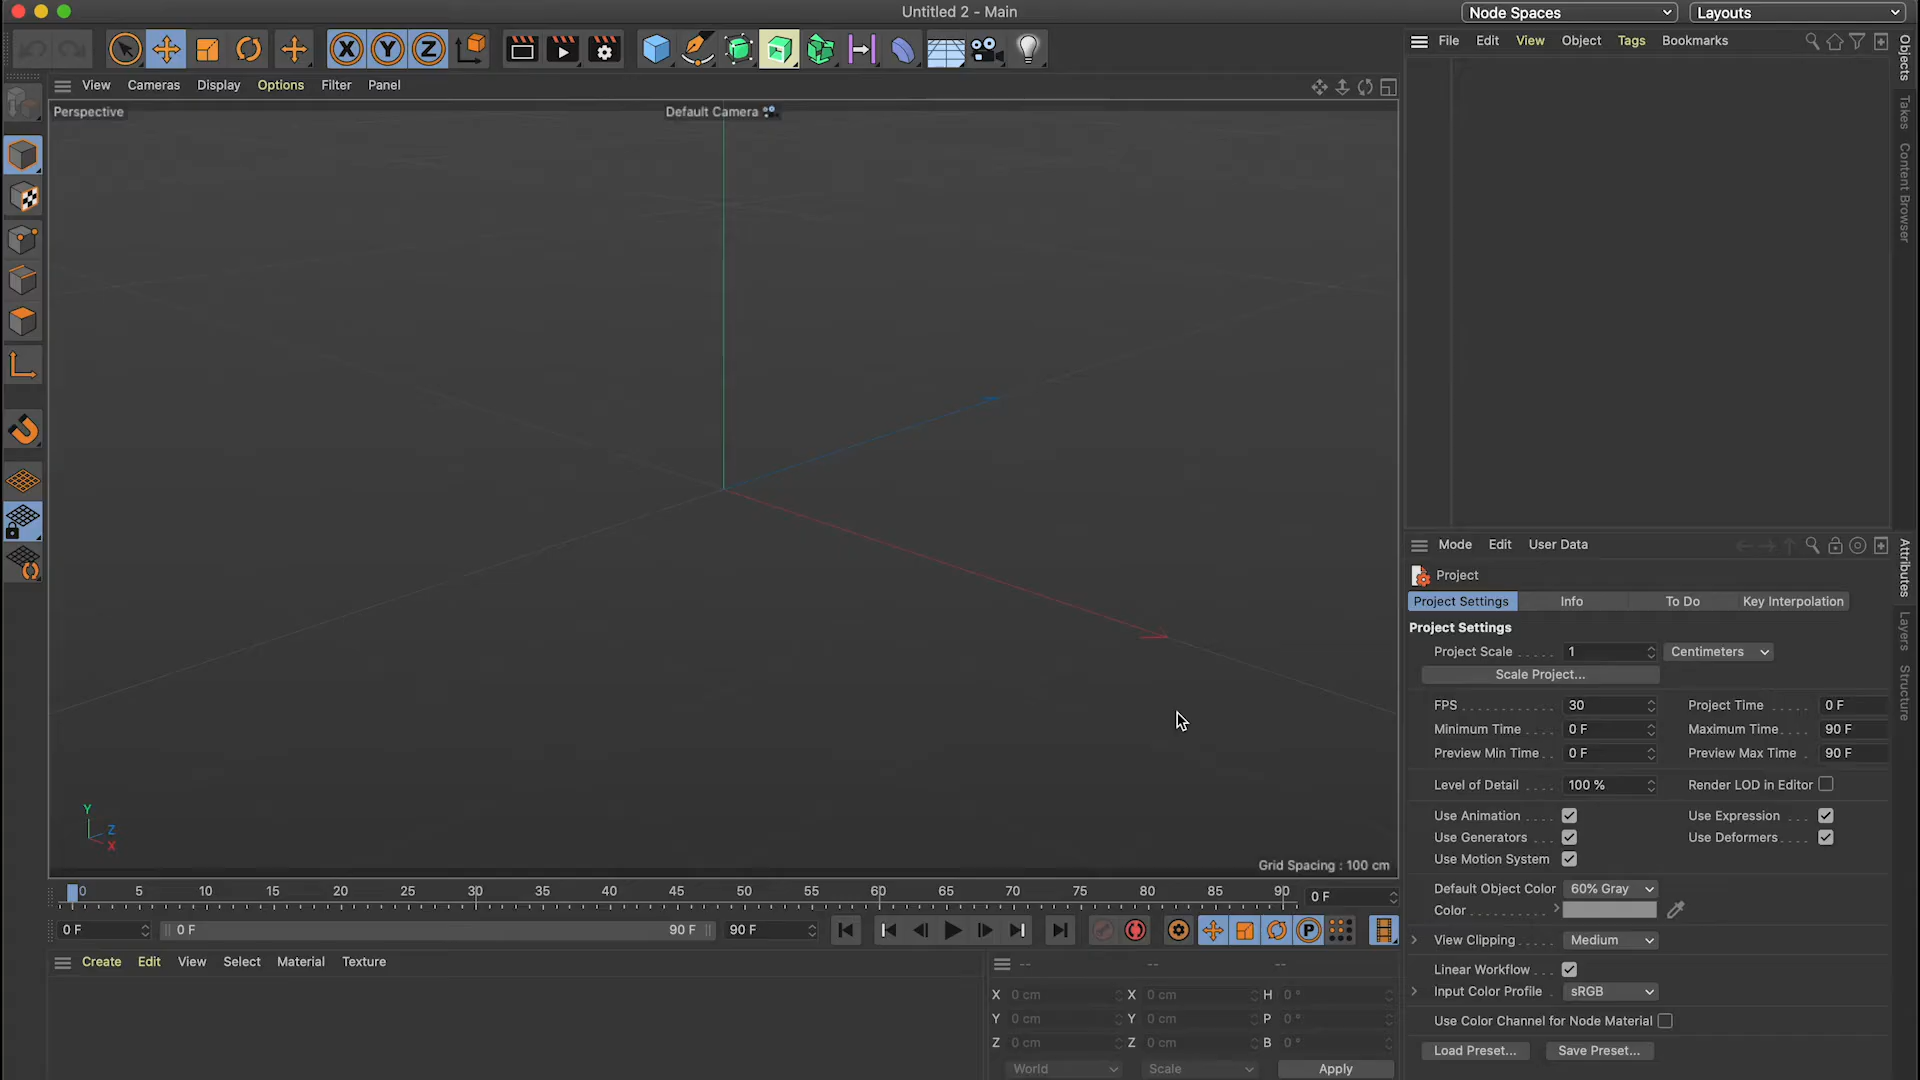 Untitled 2 - Main
Node Spaces
Layouts
X Y Z
File Edit View Object Tags Bookmarks
Objects
Takes
Content Browser
View Cameras Display Options Filter Panel
Perspective
Default Camera
Y
Z
X
Grid Spacing : 100 cm
0 5 10 15 20 25 30 35 40 45 50 55 60 65 70 75 80 85 90
0 F
0 F
0 F
90 F
90 F
P
Create Edit View Select Material Texture
-- -- --
X 0 cm X 0 cm H 0 °
Y 0 cm Y 0 cm P 0 °
Z 0 cm Z 0 cm B 0 °
World Scale Apply
Mode Edit User Data
Attributes
Layers
Structure
Project
Project Settings Info To Do Key Interpolation
Project Settings
Project Scale . . . . . 1 Centimeters
Scale Project...
FPS . . . . . . . . . . . . 30 Project Time . . . . . 0 F
Minimum Time . . . . 0 F Maximum Time. . . . 90 F
Preview Min Time . . 0 F Preview Max Time . 90 F
Level of Detail . . . . 100 % Render LOD in Editor
Use Animation . . . . Use Expression . . .
Use Generators . . . Use Deformers . . . .
Use Motion System
Default Object Color 60% Gray
Color . . . . . . . . . . .
View Clipping . . . . . Medium
Linear Workflow . . .
Input Color Profile . sRGB
Use Color Channel for Node Material
Load Preset... Save Preset...